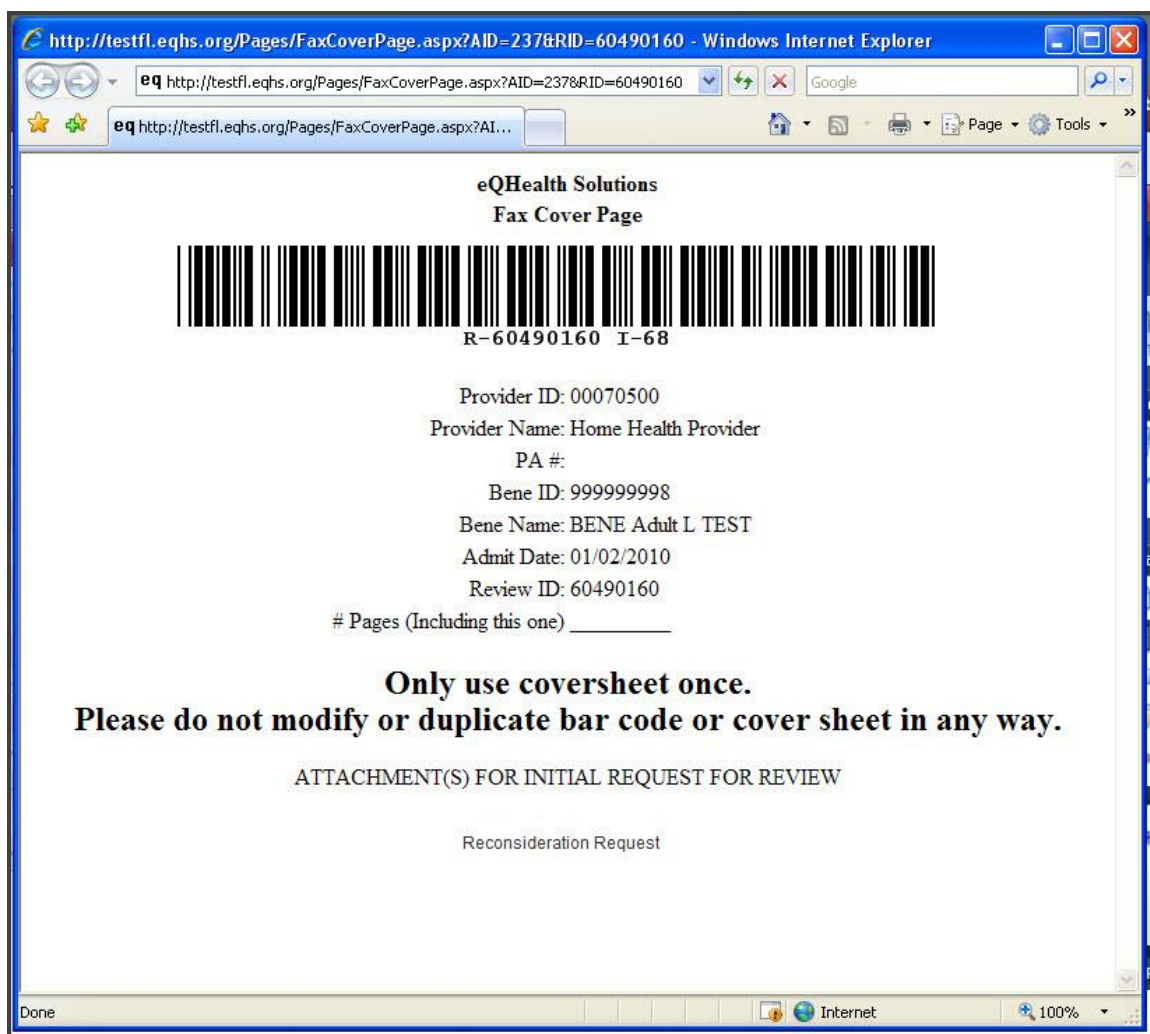 http://testfl.eqhs.org/Pages/FaxCoverPage.aspx?AID=237&RID=60490160 - Windows Internet Explorer
eq http://testfl.eqhs.org/Pages/FaxCoverPage.aspx?AID=237&RID=60490160 Google
eq http://testfl.eqhs.org/Pages/FaxCoverPage.aspx?AI... Page Tools »
eQHealth Solutions
Fax Cover Page
R-60490160 I-68
Provider ID: 00070500
Provider Name: Home Health Provider
PA #:
Bene ID: 999999998
Bene Name: BENE Adult L TEST
Admit Date: 01/02/2010
Review ID: 60490160
# Pages (Including this one) __________
Only use coversheet once.
Please do not modify or duplicate bar code or cover sheet in any way.
ATTACHMENT(S) FOR INITIAL REQUEST FOR REVIEW
Reconsideration Request
Done Internet 100%